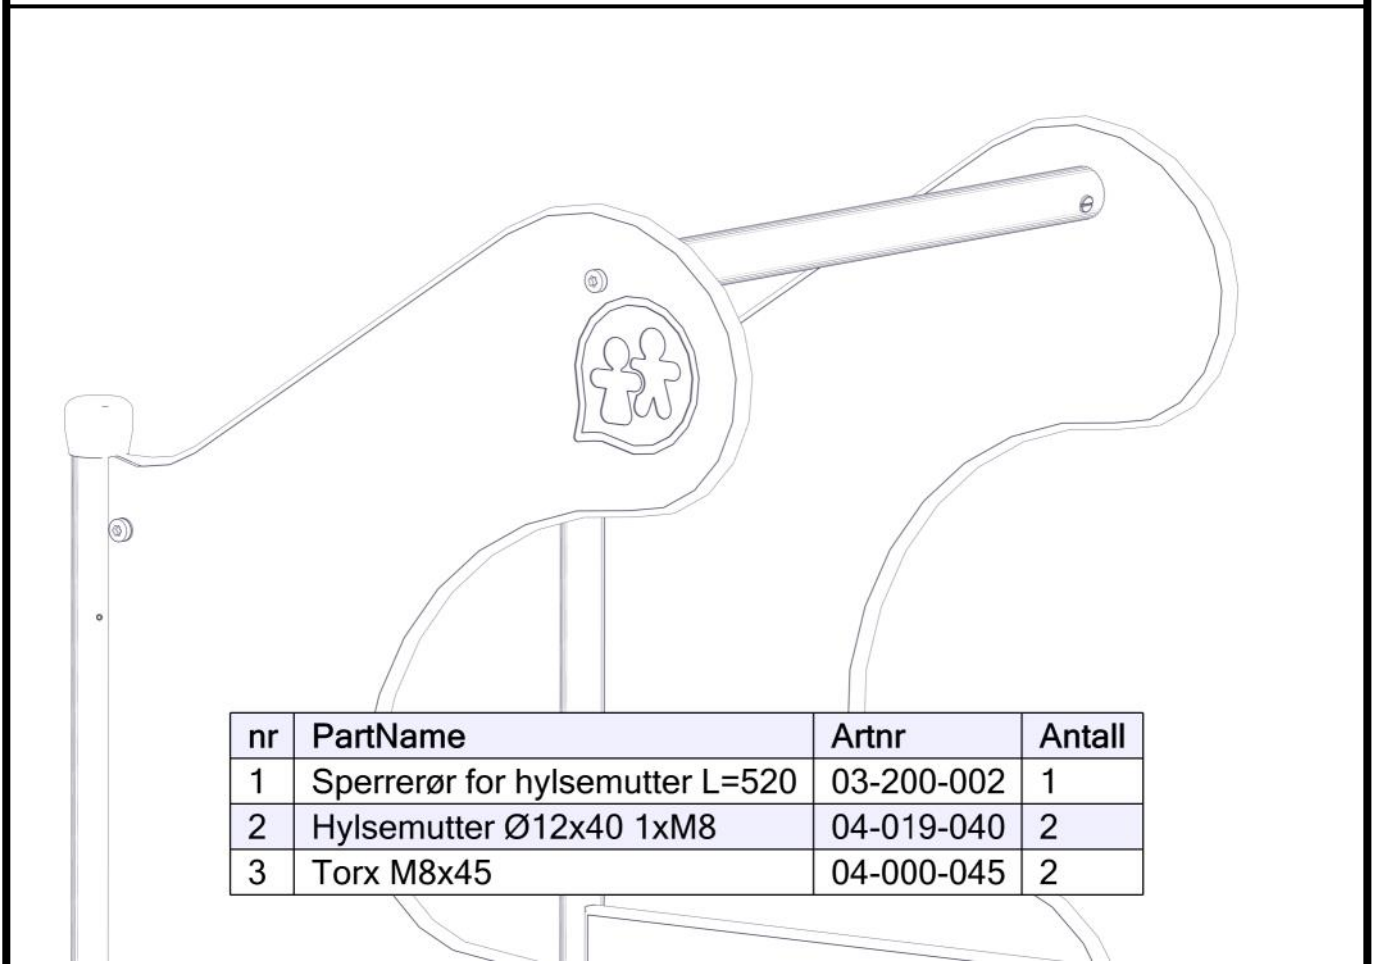 nr PartName Artnr Antall
1 Sperrerør for hylsemutter L=520 03-200-002 1
2 Hylsemutter Ø12x40 1xM8 04-019-040 2
3 Torx M8x45 04-000-045 2